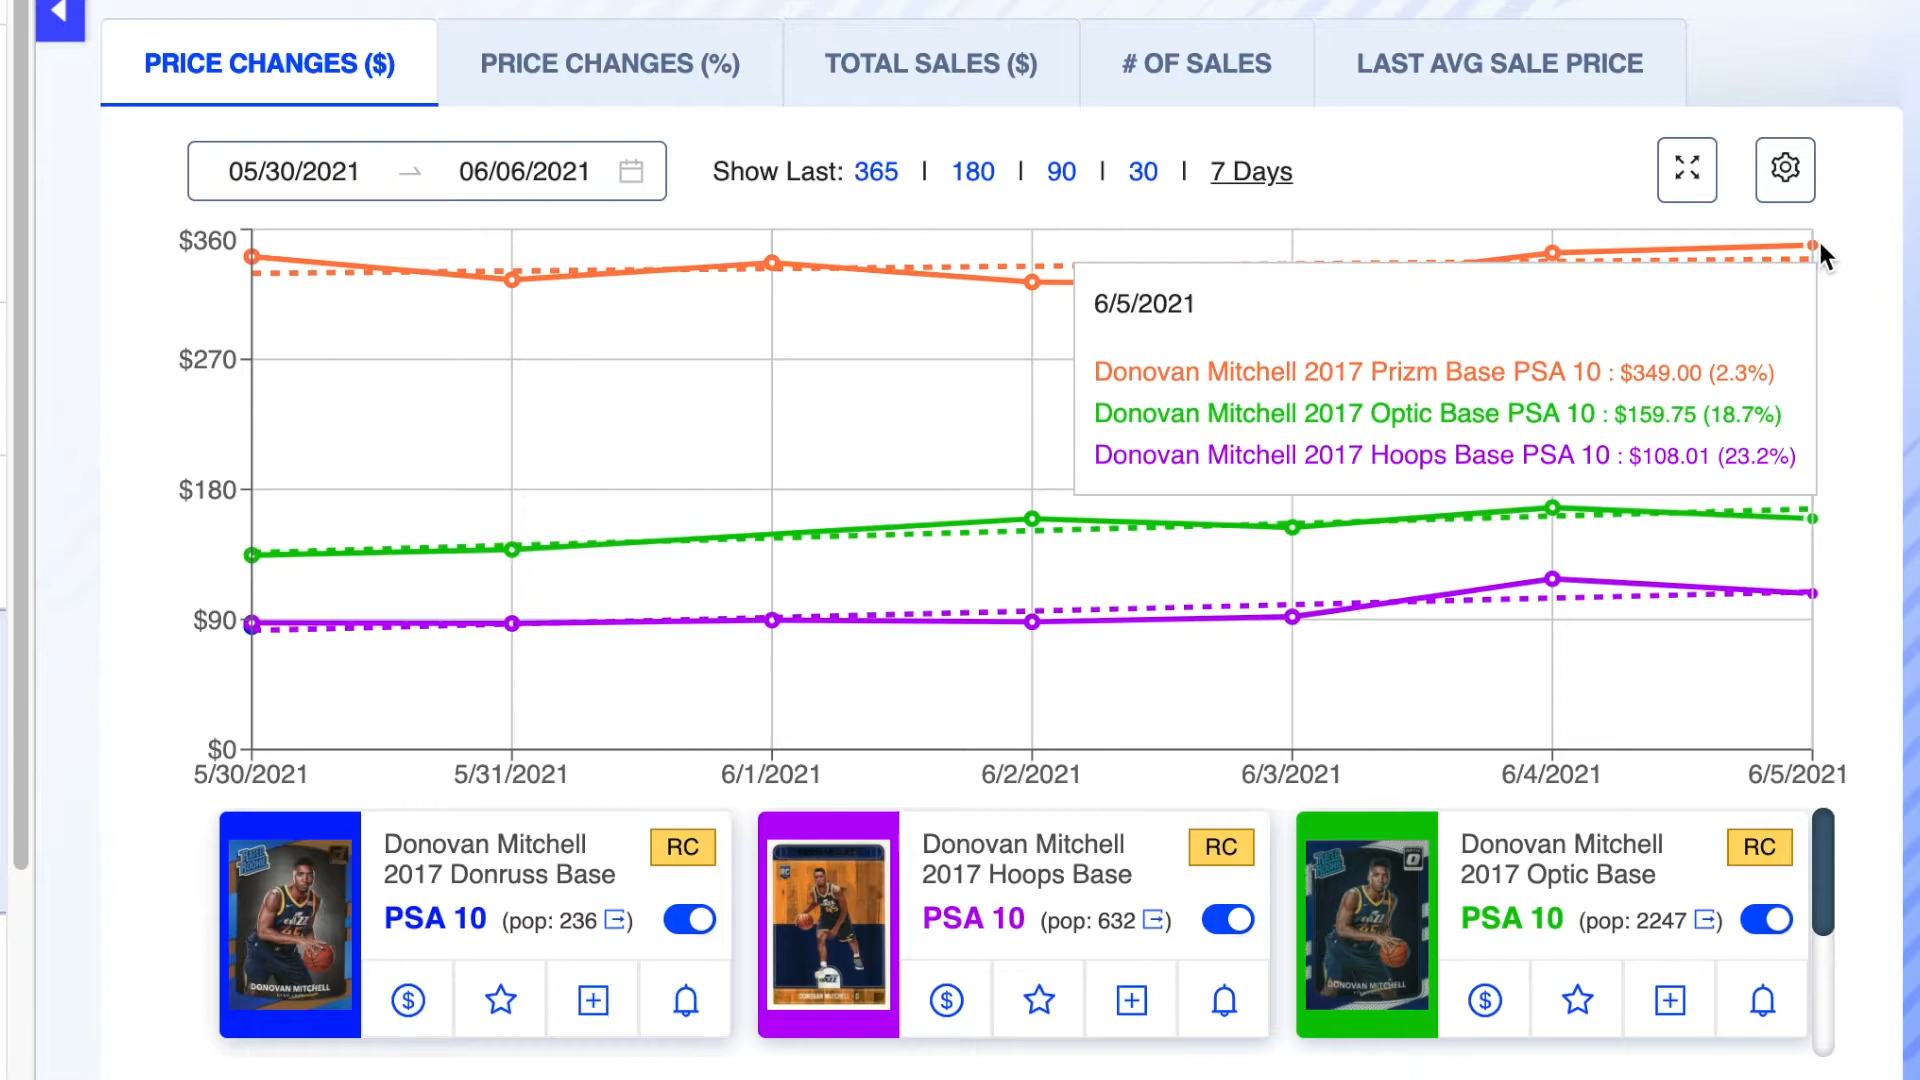 PRICE CHANGES ($)
PRICE CHANGES (%)
TOTAL SALES ($)
# OF SALES
LAST AVG SALE PRICE
05/30/2021
06/06/2021
Show Last: 365 | 180 | 90 | 30 | 7 Days
$360
$270
$180
$90
$0
6/5/2021
Donovan Mitchell 2017 Prizm Base PSA 10 : $349.00 (2.3%)
Donovan Mitchell 2017 Optic Base PSA 10 : $159.75 (18.7%)
Donovan Mitchell 2017 Hoops Base PSA 10 : $108.01 (23.2%)
5/30/2021
5/31/2021
6/1/2021
6/2/2021
6/3/2021
6/4/2021
6/5/2021
DONOVAN MITCHELL
Donovan Mitchell
2017 Donruss Base
RC
PSA 10 (pop: 236)
DONOVAN MITCHELL
Donovan Mitchell
2017 Hoops Base
RC
PSA 10 (pop: 632)
DONOVAN MITCHELL
Donovan Mitchell
2017 Optic Base
RC
PSA 10 (pop: 2247)